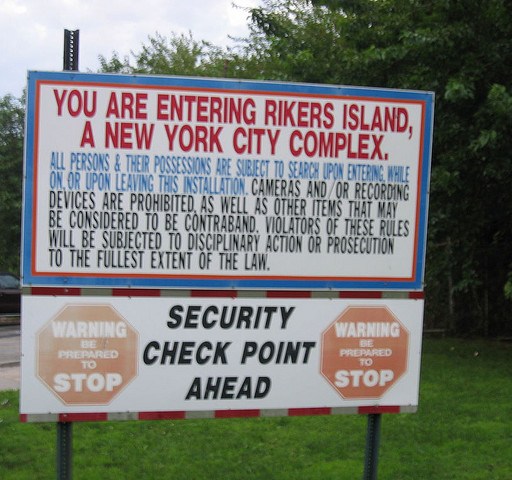 YOU ARE ENTERING RIKERS ISLAND,
A NEW YORK CITY COMPLEX.
ALL PERSONS & THEIR POSSESSIONS ARE SUBJECT TO SEARCH UPON ENTERING, WHILE
ON, OR UPON LEAVING THIS INSTALLATION. CAMERAS AND/OR RECORDING
DEVICES ARE PROHIBITED, AS WELL AS OTHER ITEMS THAT MAY
BE CONSIDERED TO BE CONTRABAND. VIOLATORS OF THESE RULES
WILL BE SUBJECTED TO DISCIPLINARY ACTION OR PROSECUTION
TO THE FULLEST EXTENT OF THE LAW.
WARNING
BE
PREPARED
TO
STOP
SECURITY
CHECK POINT
AHEAD
WARNING
BE
PREPARED
TO
STOP